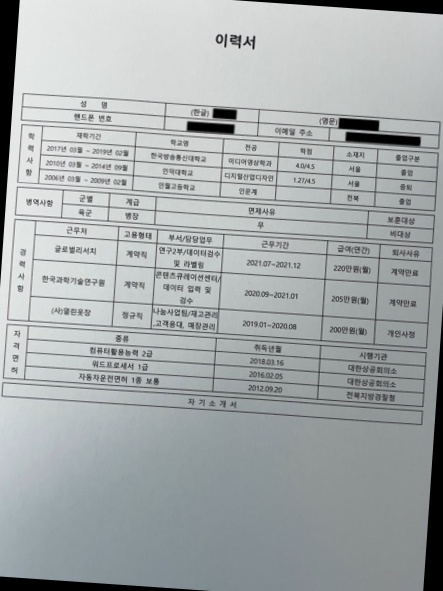 이력서
성 명 (한글) (영문)
핸드폰 번호 이메일 주소
학력사항
재학기간 학교명 전공 학점 소재지 졸업구분
2017년 03월 ~ 2019년 02월 한국방송통신대학교 미디어영상학과 4.0/4.5 서울 졸업
2010년 03월 ~ 2014년 09월 인덕대학교 디지털산업디자인 1.27/4.5 서울 중퇴
2006년 03월 ~ 2009년 02월 만월고등학교 인문계 전북 졸업
병역사항 군별 계급 면제사유 보훈대상
육군 병장 무 비대상
경력사항
근무처 고용형태 부서/담당업무 근무기간 급여(연간) 퇴사사유
글로벌리서치 계약직 연구2부/데이터검수 및 라벨링 2021.07~2021.12 220만원(월) 계약만료
한국과학기술연구원 계약직 콘텐츠큐레이션센터/데이터 입력 및 검수 2020.09~2021.01 205만원(월) 계약만료
(사)열린옷장 정규직 나눔사업팀/재고관리,고객응대, 매장관리 2019.01~2020.08 200만원(월) 개인사정
자격면허
종류 취득년월 시행기관
컴퓨터활용능력 2급 2018.03.16 대한상공회의소
워드프로세서 1급 2016.02.05 대한상공회의소
자동차운전면허 1종 보통 2012.09.20 전북지방경찰청
자 기 소 개 서